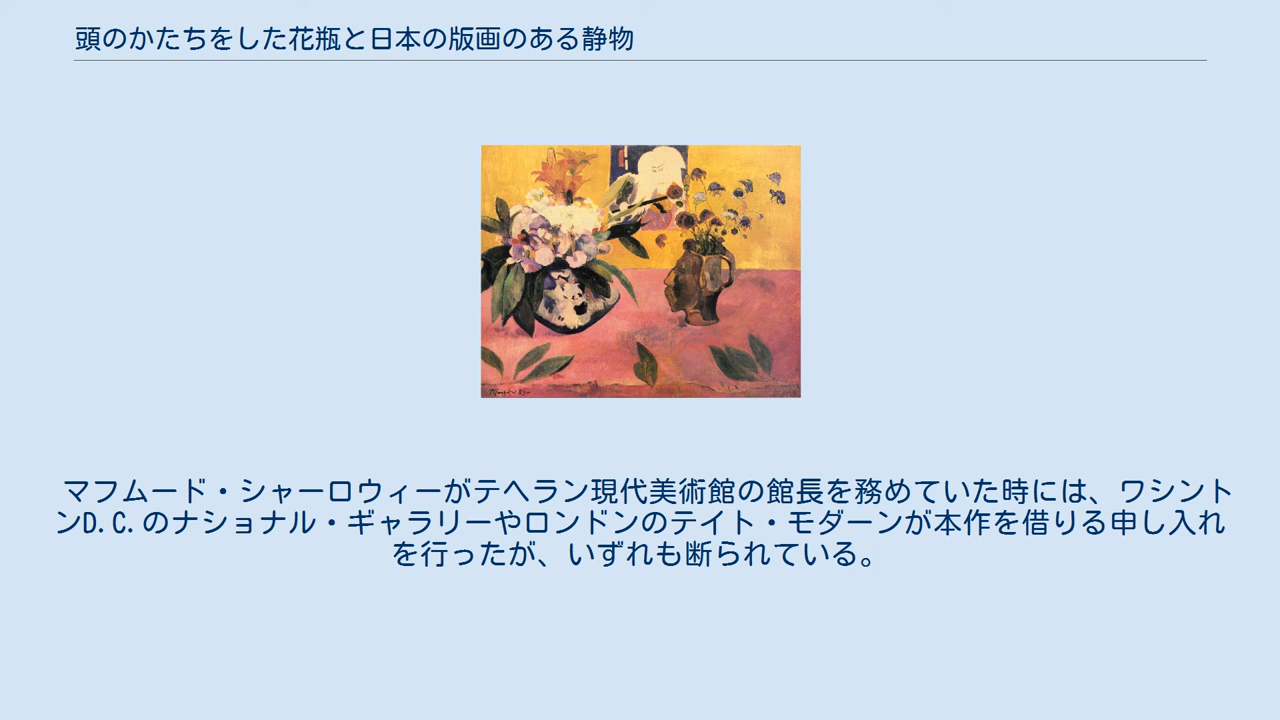 頭のかたちをした花瓶と日本の版画のある静物
マフムード・シャーロウィーがテヘラン現代美術館の館長を務めていた時には、ワシント
ンD.C.のナショナル・ギャラリーやロンドンのテイト・モダーンが本作を借りる申し入れ
を行ったが、いずれも断られている。